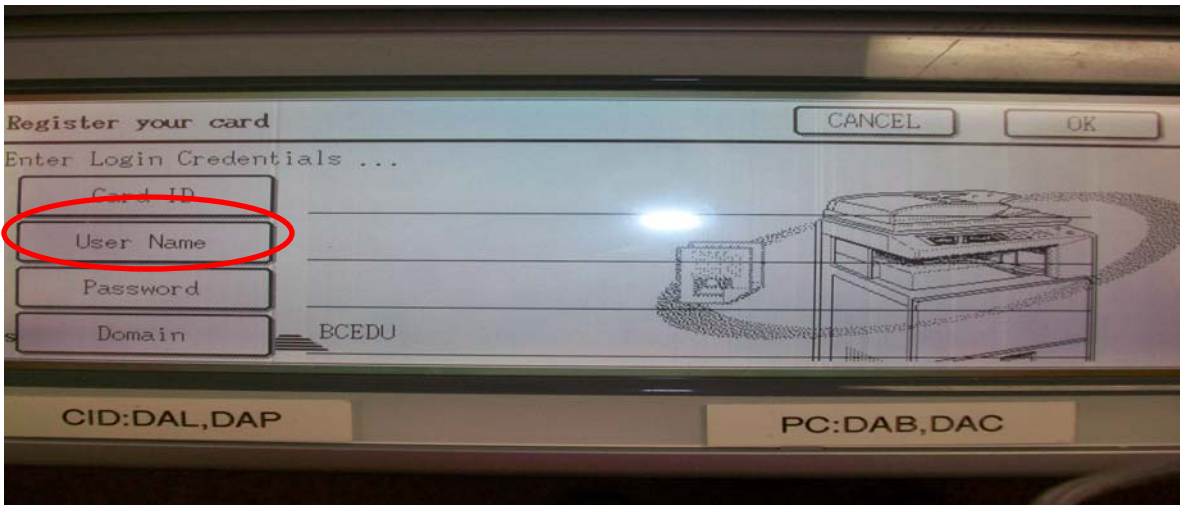 Register your card
CANCEL
OK
Enter Login Credentials ...
Card ID
User Name
Password
Domain
BCEDU
CID:DAL,DAP
PC:DAB,DAC